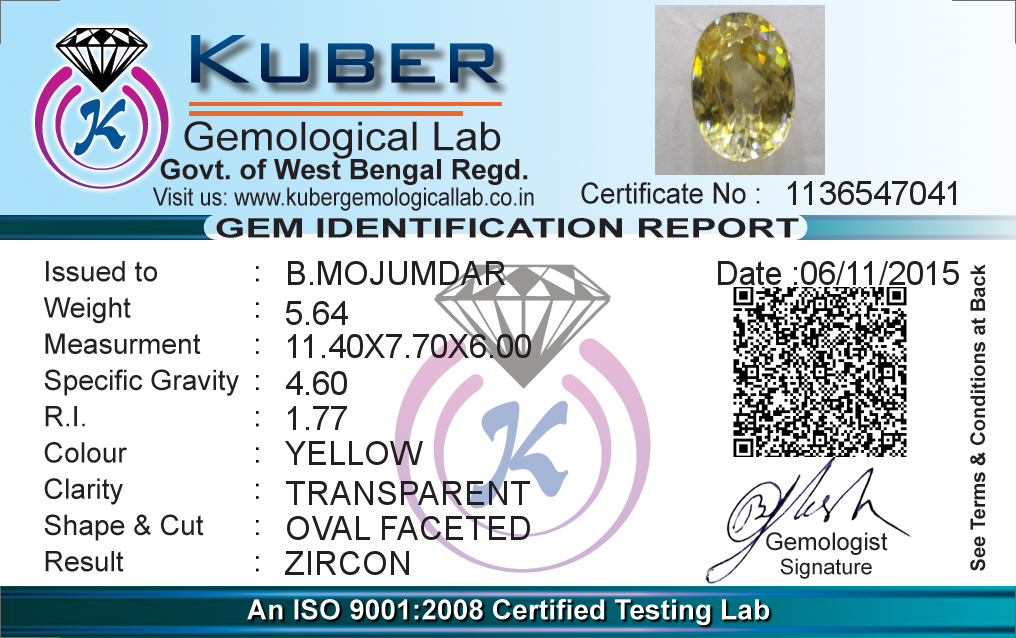 KUBER
Gemological Lab
Govt. of West Bengal Regd.
Visit us: www.kubergemologicallab.co.in
K
Certificate No : 1136547041
GEM IDENTIFICATION REPORT
Issued to : B.MOJUMDAR
Date :06/11/2015
Weight : 5.64
Measurment : 11.40X7.70X6.00
Specific Gravity : 4.60
R.I. : 1.77
Colour : YELLOW
Clarity : TRANSPARENT
Shape & Cut : OVAL FACETED
Result : ZIRCON
K
Gemologist
Signature
See Terms & Conditions at Back
An ISO 9001:2008 Certified Testing Lab